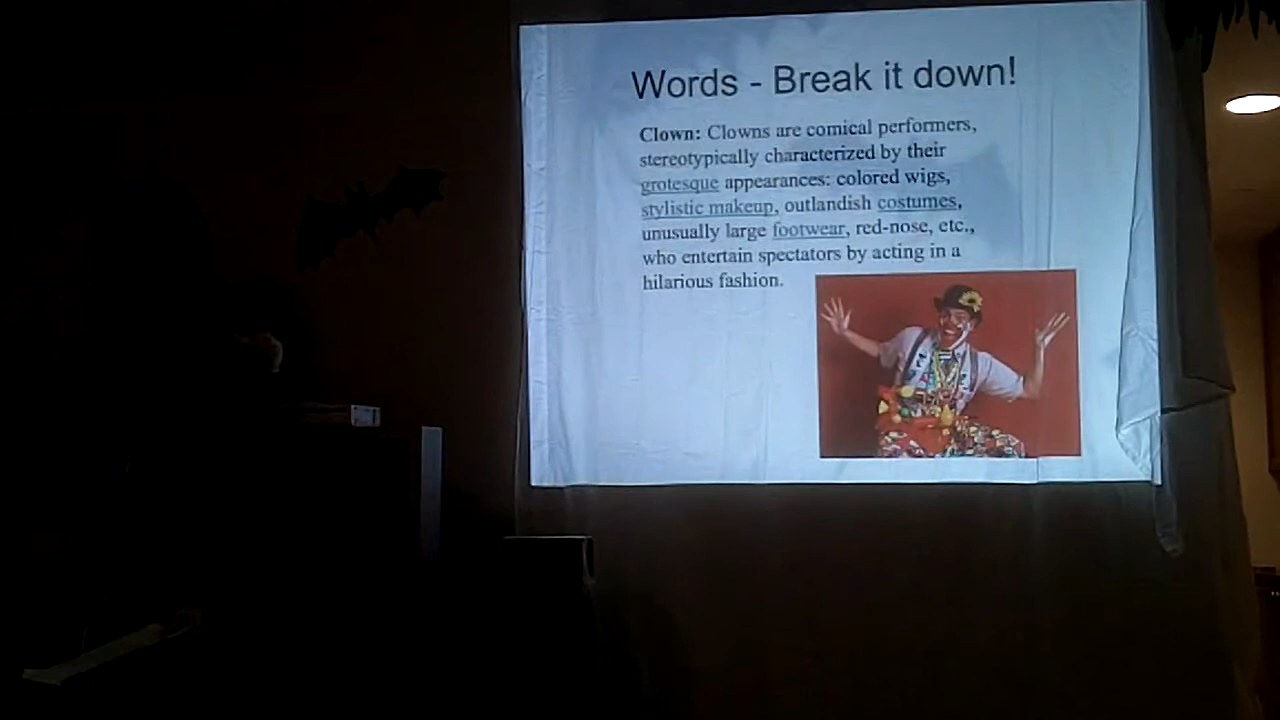 Words - Break it down!
Clown: Clowns are comical performers,
stereotypically characterized by their
grotesque appearances: colored wigs,
stylistic makeup, outlandish costumes,
unusually large footwear, red-nose, etc.,
who entertain spectators by acting in a
hilarious fashion.